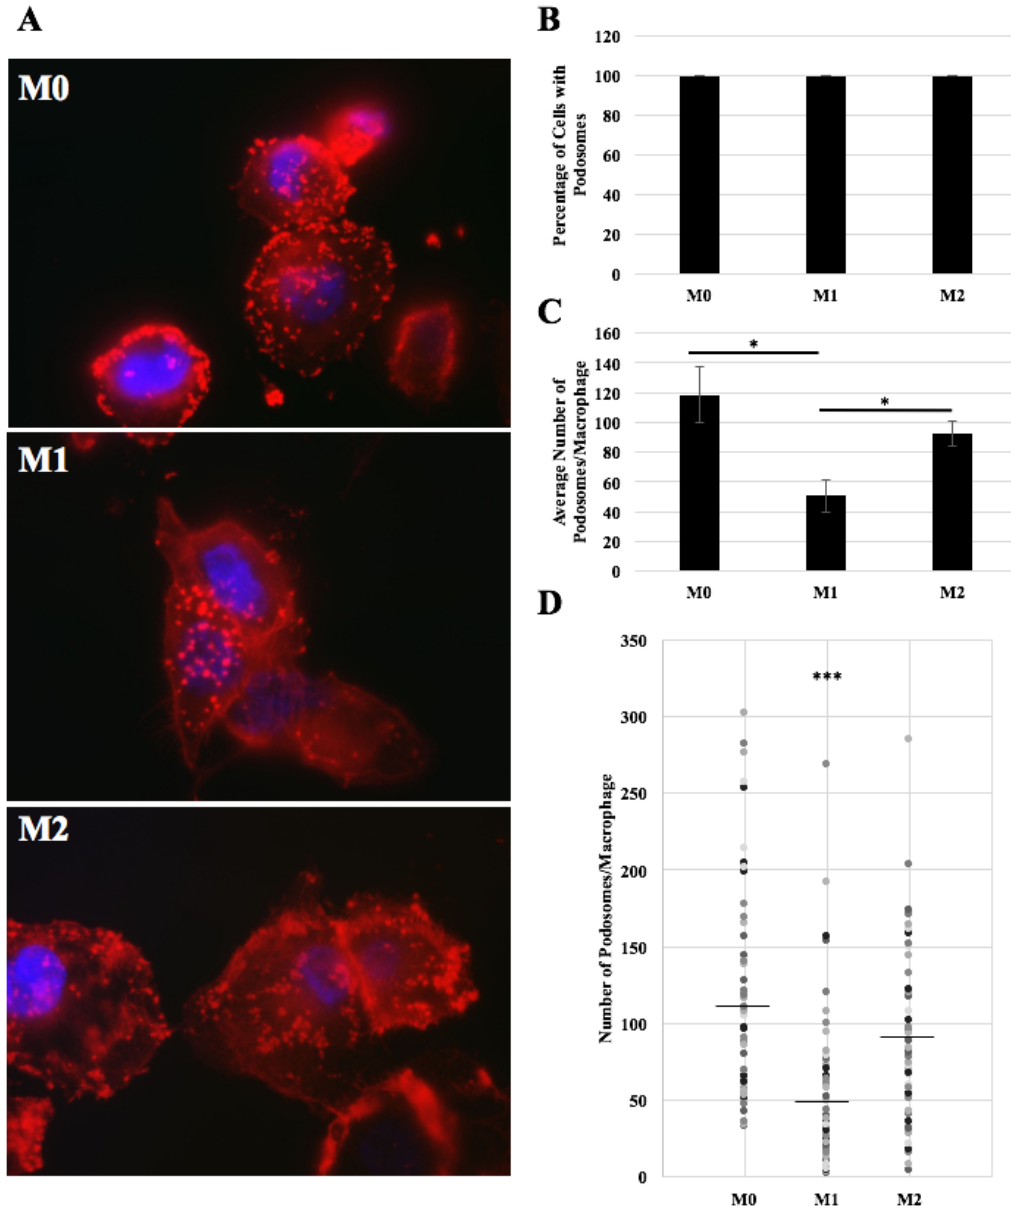 A
M0
M1
M2
B
120
100
80
60
40
20
0
Percentage of Cells with
Podosomes
M0 M1 M2
C
160
140
120
100
80
60
40
20
0
Average Number of
Podosomes/Macrophage
*
*
M0 M1 M2
D
350
300
250
200
150
100
50
0
Number of Podosomes/Macrophage
***
M0 M1 M2